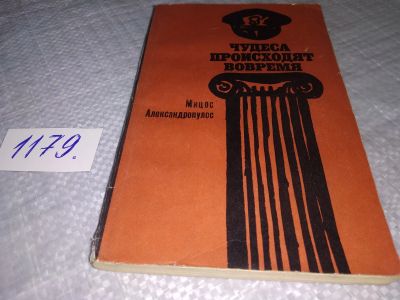 ЧУДЕСА
ПРОИСХОДЯТ
ВОВРЕМЯ
Мицос
Александропулос
1179.